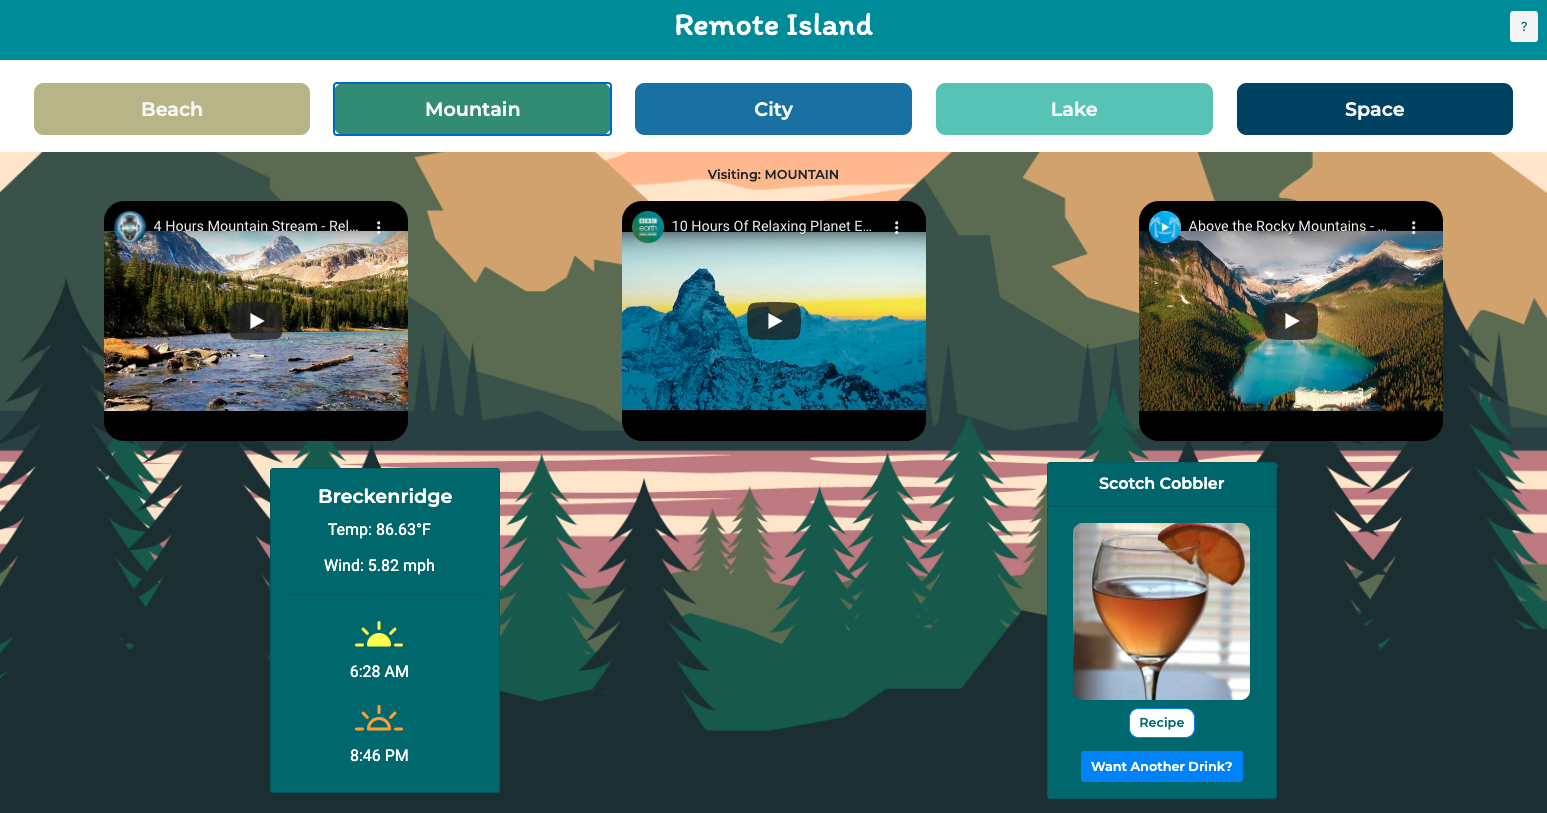 Remote Island
?
Beach
Mountain
City
Lake
Space
Visiting: MOUNTAIN
4 Hours Mountain Stream - Rel...
BBC
earth
10 Hours Of Relaxing Planet E...
Above the Rocky Mountains - ...
Breckenridge
Temp: 86.63°F
Wind: 5.82 mph
6:28 AM
8:46 PM
Scotch Cobbler
Recipe
Want Another Drink?